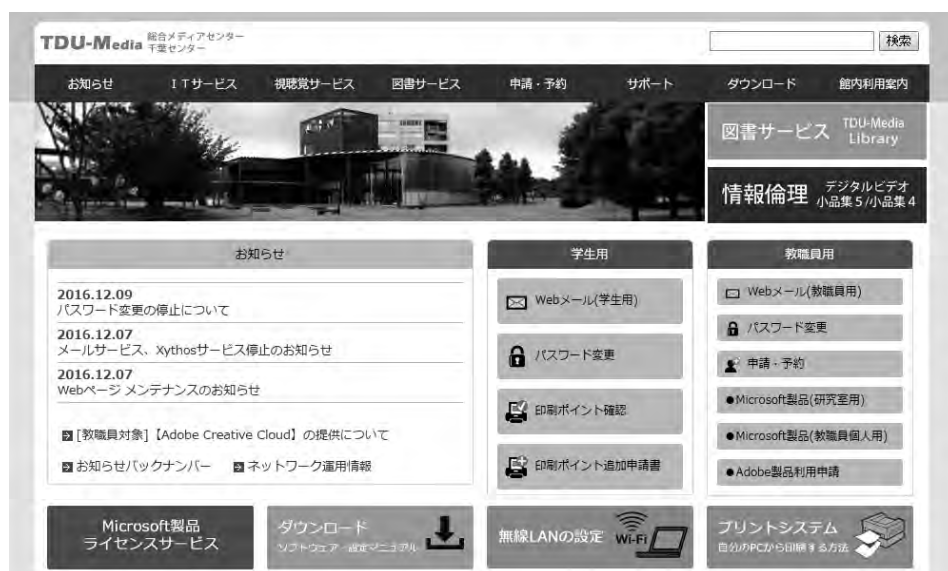 TDU-Media 総合メディアセンター
千葉センター
検索
お知らせ ITサービス 視聴覚サービス 図書サービス 申請・予約 サポート ダウンロード 館内利用案内
図書サービス TDU-Media
Library
情報倫理 デジタルビデオ
小品集5/小品集4
お知らせ
2016.12.09
パスワード変更の停止について
2016.12.07
メールサービス、Xythosサービス停止のお知らせ
2016.12.07
Webページ メンテナンスのお知らせ
[教職員対象]【Adobe Creative Cloud】の提供について
お知らせバックナンバー ネットワーク運用情報
学生用
Webメール(学生用)
パスワード変更
印刷ポイント確認
印刷ポイント追加申請書
教職員用
Webメール(教職員用)
パスワード変更
申請・予約
●Microsoft製品(研究室用)
●Microsoft製品(教職員個人用)
●Adobe製品利用申請
Microsoft製品
ライセンスサービス
ダウンロード
ソフトウェア・設定マニュアル
無線LANの設定 Wi-Fi
プリントシステム
自分のPCから印刷する方法